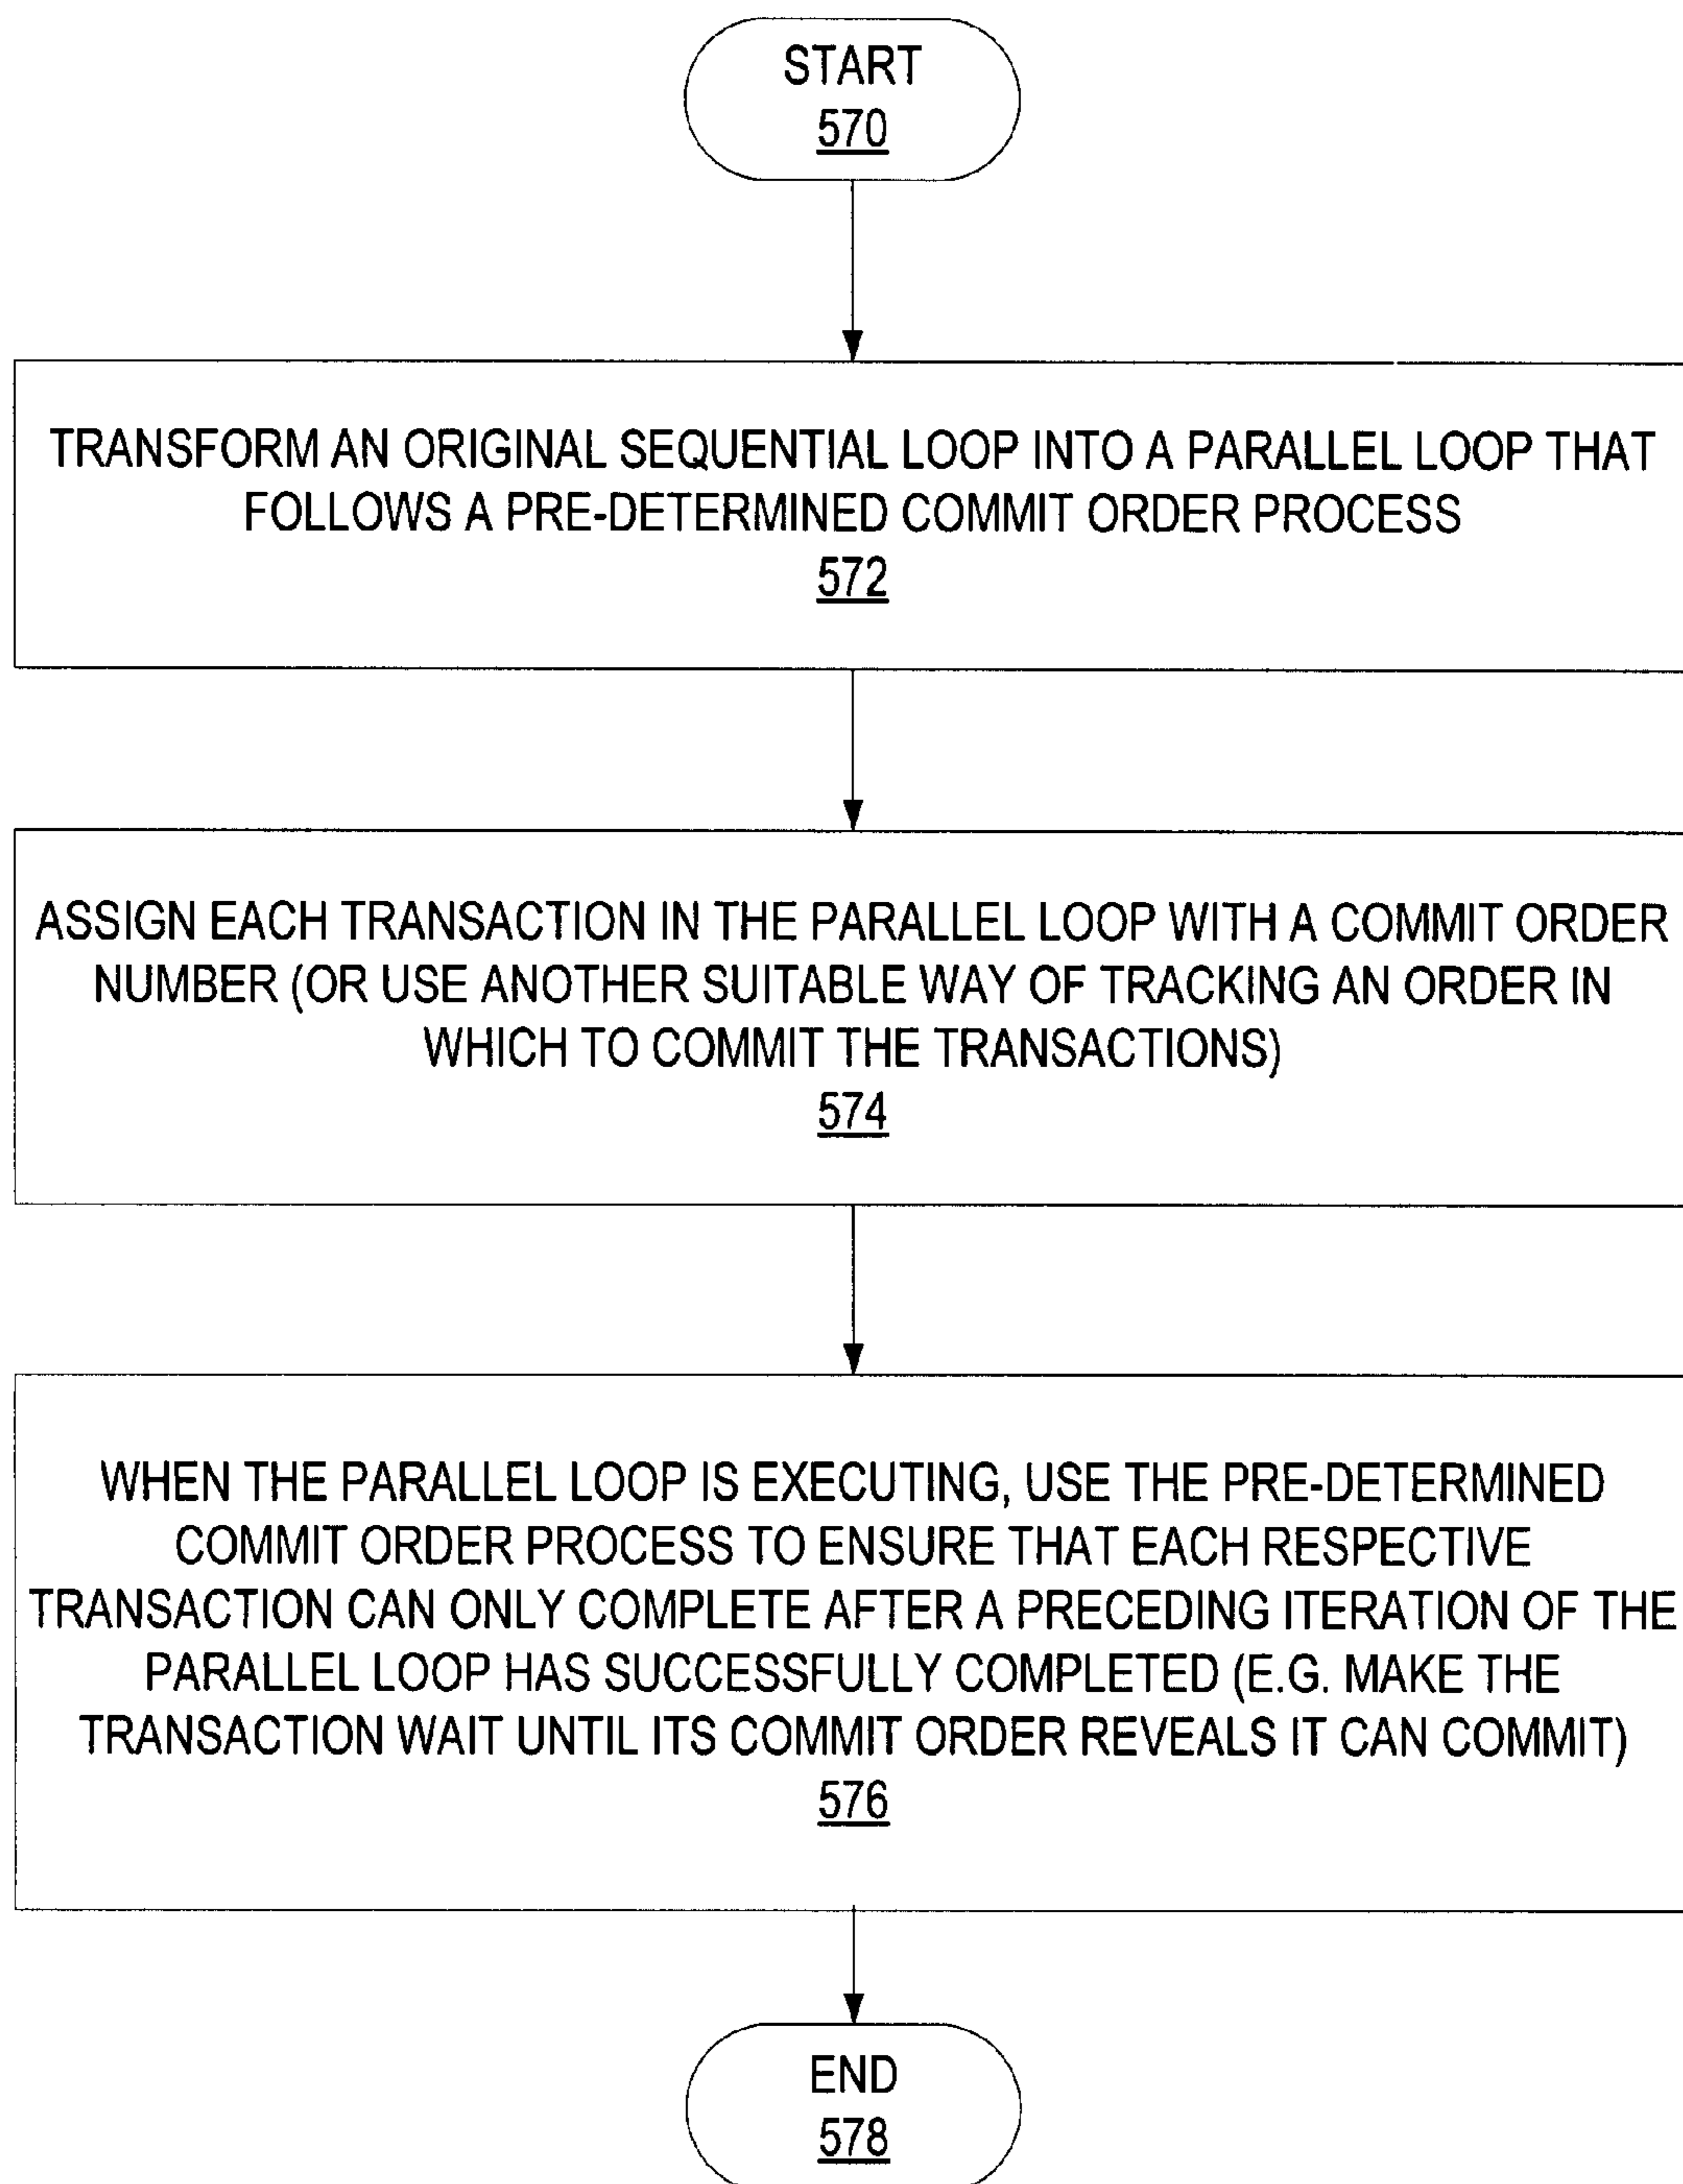 START
570
TRANSFORM AN ORIGINAL SEQUENTIAL LOOP INTO A PARALLEL LOOP THAT
FOLLOWS A PRE-DETERMINED COMMIT ORDER PROCESS
572
ASSIGN EACH TRANSACTION IN THE PARALLEL LOOP WITH A COMMIT ORDER
NUMBER (OR USE ANOTHER SUITABLE WAY OF TRACKING AN ORDER IN
WHICH TO COMMIT THE TRANSACTIONS)
574
WHEN THE PARALLEL LOOP IS EXECUTING, USE THE PRE-DETERMINED
COMMIT ORDER PROCESS TO ENSURE THAT EACH RESPECTIVE
TRANSACTION CAN ONLY COMPLETE AFTER A PRECEDING ITERATION OF THE
PARALLEL LOOP HAS SUCCESSFULLY COMPLETED (E.G. MAKE THE
TRANSACTION WAIT UNTIL ITS COMMIT ORDER REVEALS IT CAN COMMIT)
576
END
578